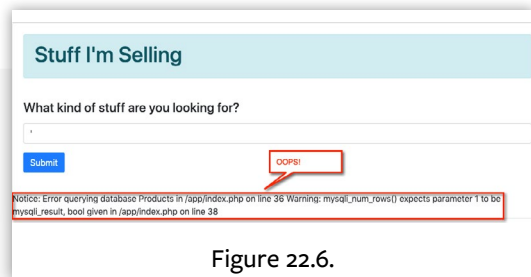 Stuff I'm Selling
What kind of stuff are you looking for?
'
Submit
OOPS!
Notice: Error querying database Products in /app/index.php on line 36 Warning: mysqli_num_rows() expects parameter 1 to be
mysqli_result, bool given in /app/index.php on line 38
Figure 22.6.